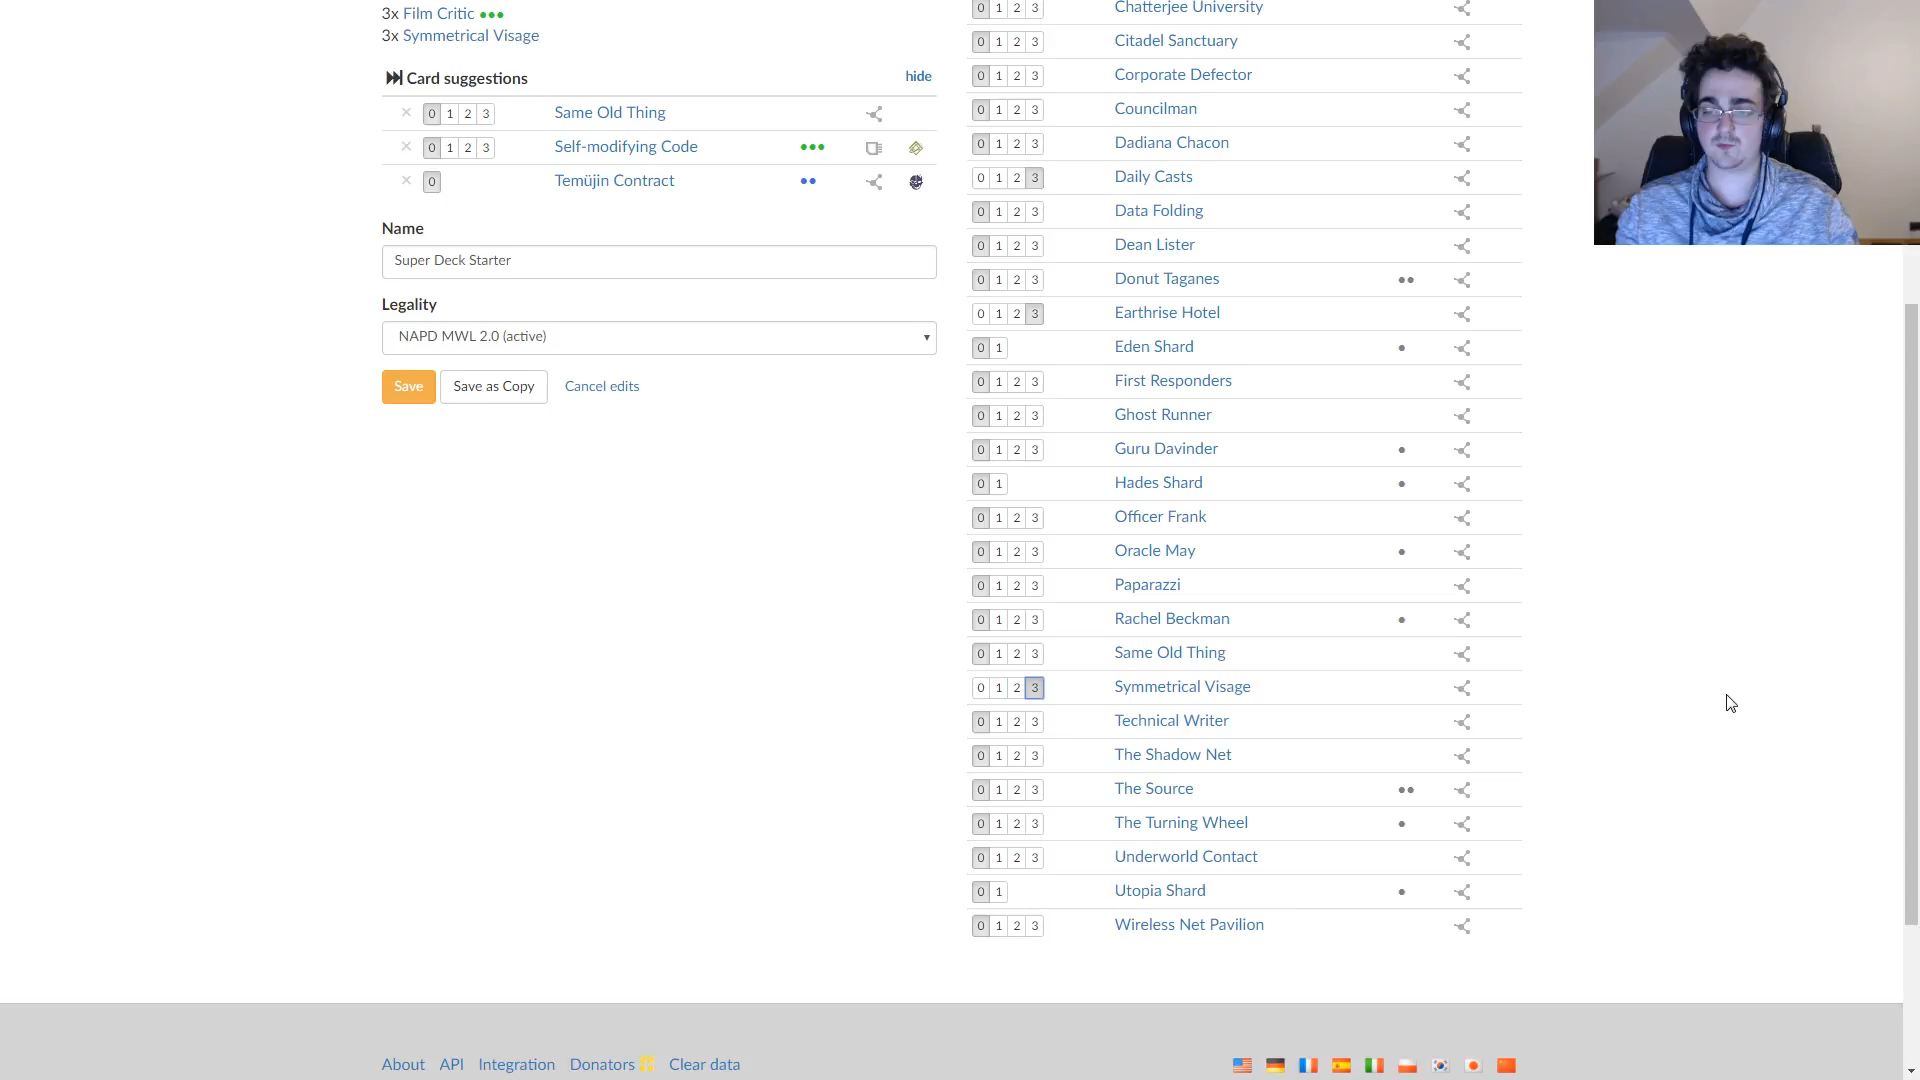 3x Film Critic
3x Symmetrical Visage
Card suggestions hide
× 0 1 2 3 Same Old Thing
× 0 1 2 3 Self-modifying Code
× 0 Temüjin Contract
Name
Super Deck Starter
Legality
NAPD MWL 2.0 (active)
Save Save as Copy Cancel edits
0 1 2 3 Chatterjee University
0 1 2 3 Citadel Sanctuary
0 1 2 3 Corporate Defector
0 1 2 3 Councilman
0 1 2 3 Dadiana Chacon
0 1 2 3 Daily Casts
0 1 2 3 Data Folding
0 1 2 3 Dean Lister
0 1 2 3 Donut Taganes
0 1 2 3 Earthrise Hotel
0 1 Eden Shard
0 1 2 3 First Responders
0 1 2 3 Ghost Runner
0 1 2 3 Guru Davinder
0 1 Hades Shard
0 1 2 3 Officer Frank
0 1 2 3 Oracle May
0 1 2 3 Paparazzi
0 1 2 3 Rachel Beckman
0 1 2 3 Same Old Thing
0 1 2 3 Symmetrical Visage
0 1 2 3 Technical Writer
0 1 2 3 The Shadow Net
0 1 2 3 The Source
0 1 2 3 The Turning Wheel
0 1 2 3 Underworld Contact
0 1 Utopia Shard
0 1 2 3 Wireless Net Pavilion
About API Integration Donators Clear data